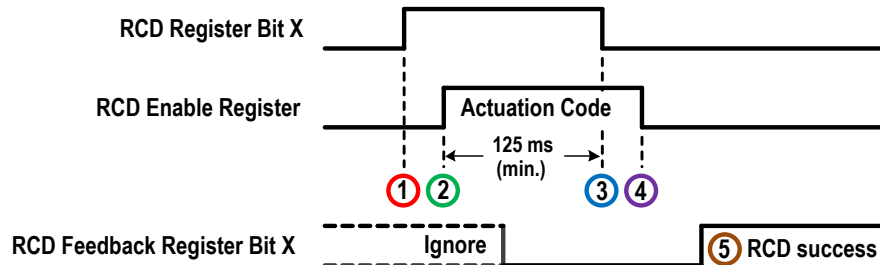 RCD Register Bit X
RCD Enable Register
Actuation Code
125 ms
(min.)
1
2
3
4
RCD Feedback Register Bit X
Ignore
5
RCD success